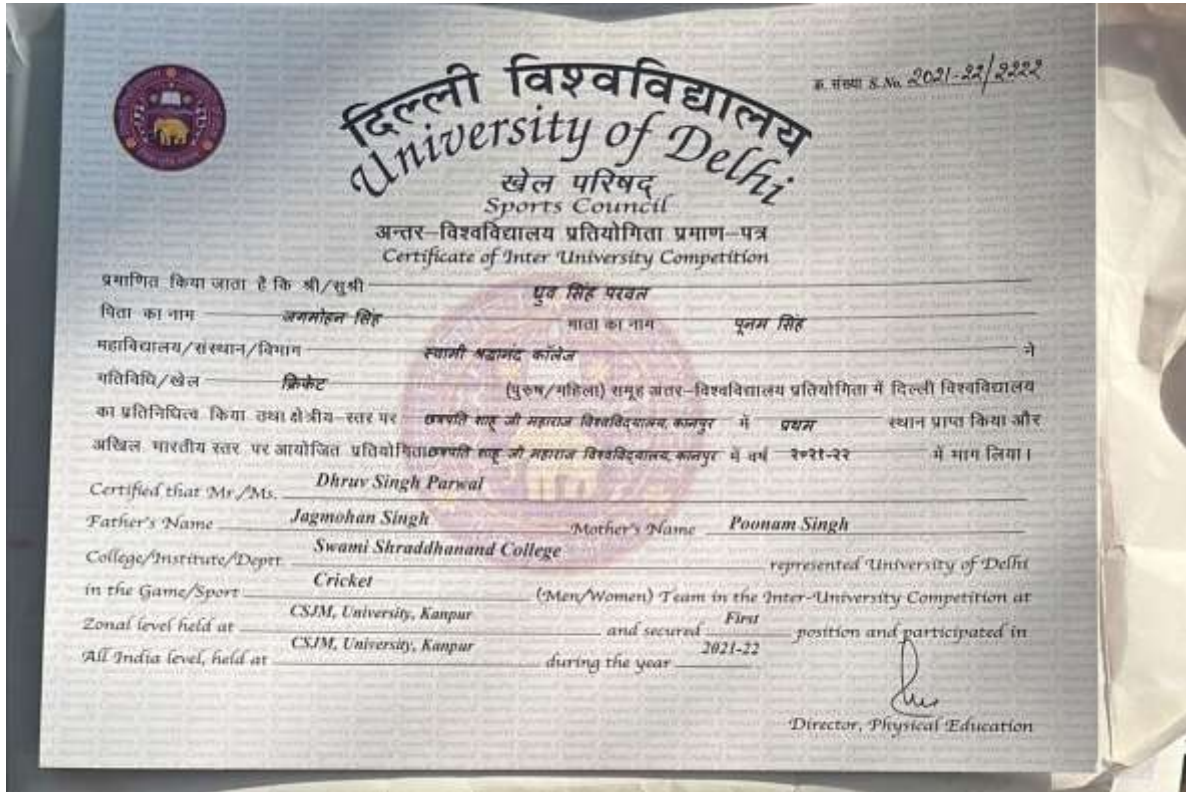 क्र. संख्या S.No. 2021-22/2222
दिल्ली विश्वविद्यालय
University of Delhi
खेल परिषद्
Sports Council
अन्तर–विश्वविद्यालय प्रतियोगिता प्रमाण–पत्र
Certificate of Inter University Competition
प्रमाणित किया जाता है कि श्री/सुश्री ध्रुव सिंह परवल
पिता का नाम जगमोहन सिंह माता का नाम पूनम सिंह
महाविद्यालय/संस्थान/विभाग स्वामी श्रद्धानंद कॉलेज ने
गतिविधि/खेल क्रिकेट (पुरुष/महिला) समूह अंतर–विश्वविद्यालय प्रतियोगिता में दिल्ली विश्वविद्यालय
का प्रतिनिधित्व किया तथा क्षेत्रीय–स्तर पर छत्रपति शाहू जी महाराज विश्वविद्यालय, कानपुर में प्रथम स्थान प्राप्त किया और
अखिल भारतीय स्तर पर आयोजित प्रतियोगिता छत्रपति शाहू जी महाराज विश्वविद्यालय, कानपुर में वर्ष २०२१-२२ में भाग लिया।
Certified that Mr./Ms. Dhruv Singh Parwal
Father's Name Jagmohan Singh Mother's Name Poonam Singh
College/Institute/Deptt. Swami Shraddhanand College represented University of Delhi
in the Game/Sport Cricket (Men/Women) Team in the Inter-University Competition at
Zonal level held at CSJM, University, Kanpur and secured First position and participated in
All India level, held at CSJM, University, Kanpur during the year 2021-22
Director, Physical Education